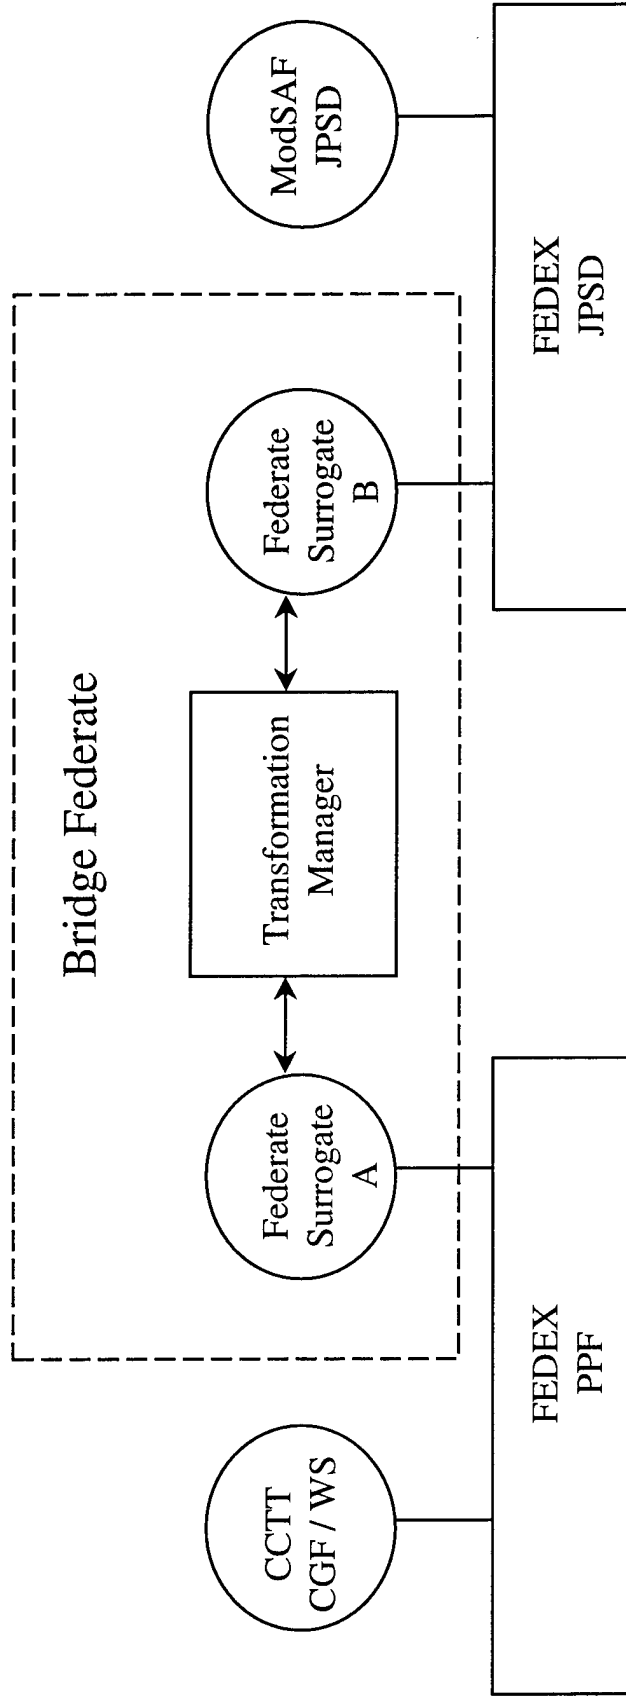 Bridge Federate
CCTT
CGF / WS
Federate
Surrogate
A
Transformation
Manager
Federate
Surrogate
B
ModSAF
JPSD
FEDEX
PPF
FEDEX
JPSD